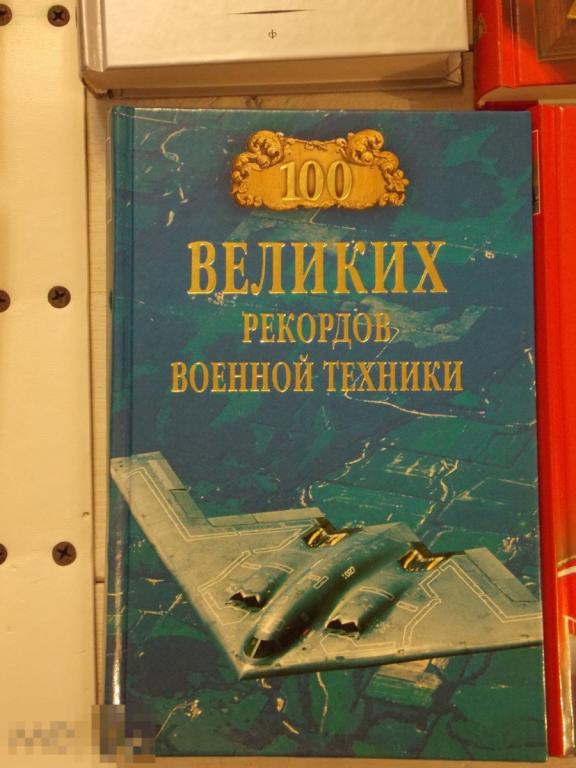 ф
100
ВЕЛИКИХ
РЕКОРДОВ
ВОЕННОЙ ТЕХНИКИ